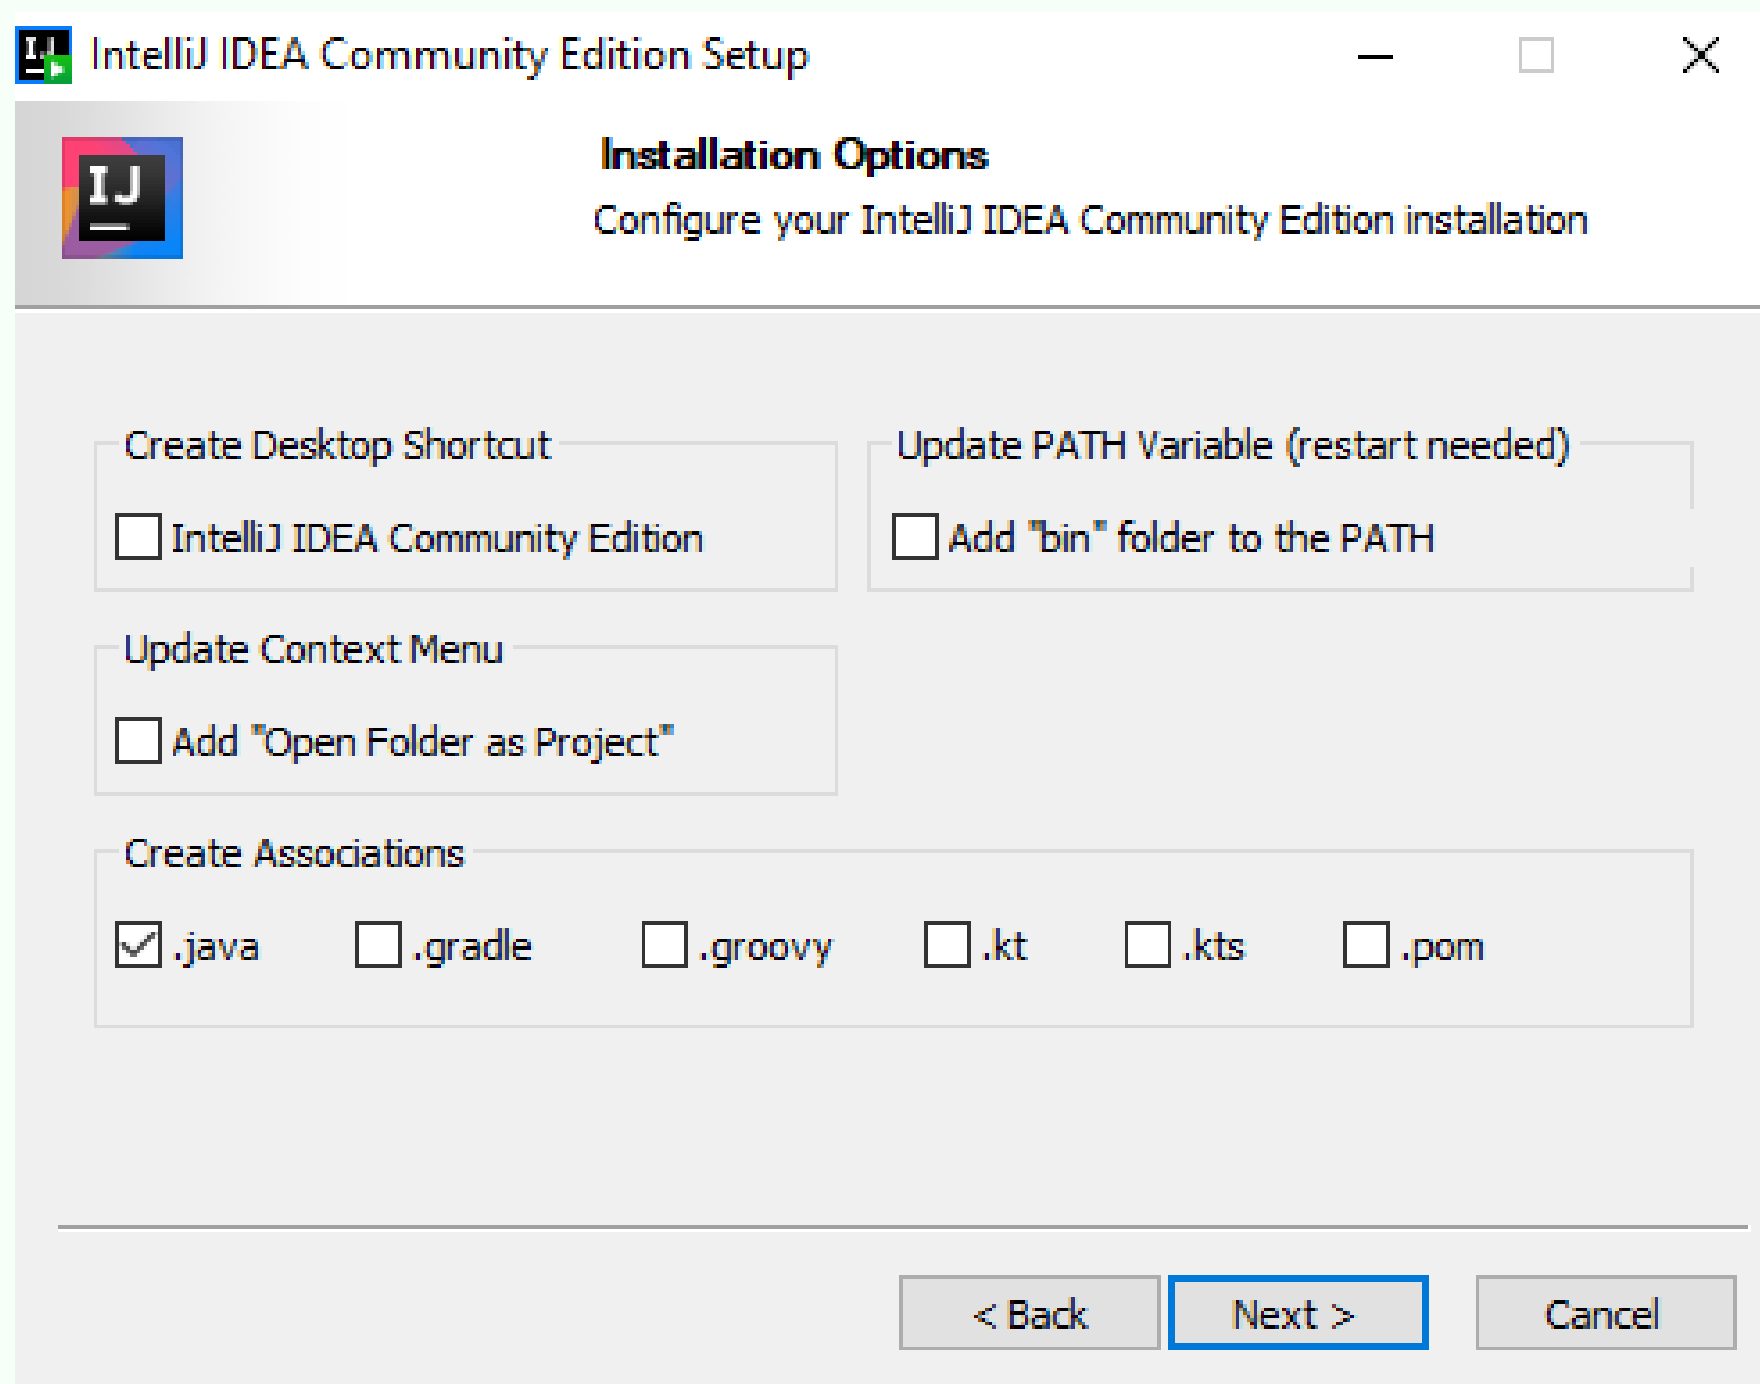 IntelliJ IDEA Community Edition Setup
IJ
Installation Options
Configure your IntelliJ IDEA Community Edition installation
Create Desktop Shortcut
IntelliJ IDEA Community Edition
Update PATH Variable (restart needed)
Add "bin" folder to the PATH
Update Context Menu
Add "Open Folder as Project"
Create Associations
.java .gradle .groovy .kt .kts .pom
< Back Next > Cancel